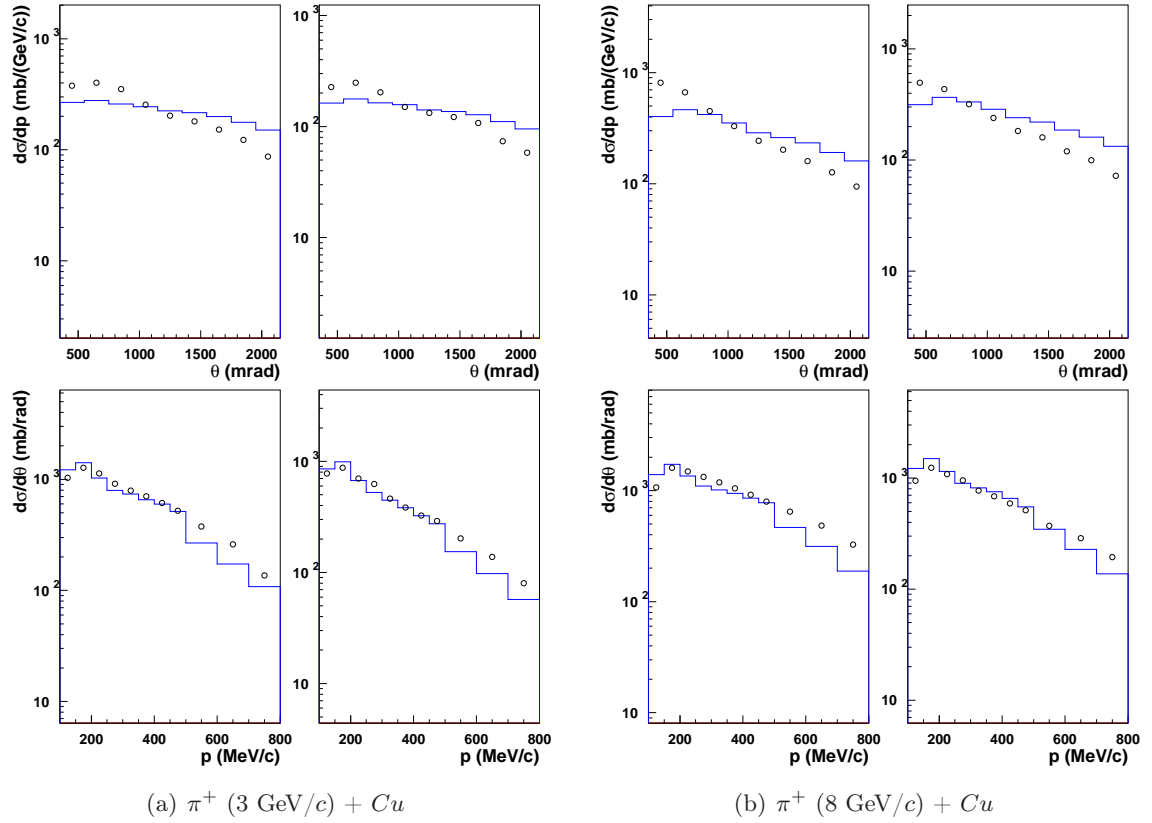 dσ/dp (mb/(GeV/c))
10³
10²
10
500 1000 1500 2000
θ (mrad)
10³
10²
10
500 1000 1500 2000
θ (mrad)
dσ/dp (mb/(GeV/c))
10³
10²
10
500 1000 1500 2000
θ (mrad)
10³
10²
10
500 1000 1500 2000
θ (mrad)
dσ/dθ (mb/rad)
10³
10²
10
200 400 600 800
p (MeV/c)
10³
10²
10
200 400 600 800
p (MeV/c)
dσ/dθ (mb/rad)
10³
10²
10
200 400 600 800
p (MeV/c)
10³
10²
10
200 400 600 800
p (MeV/c)
(a) π⁺ (3 GeV/c) + Cu
(b) π⁺ (8 GeV/c) + Cu